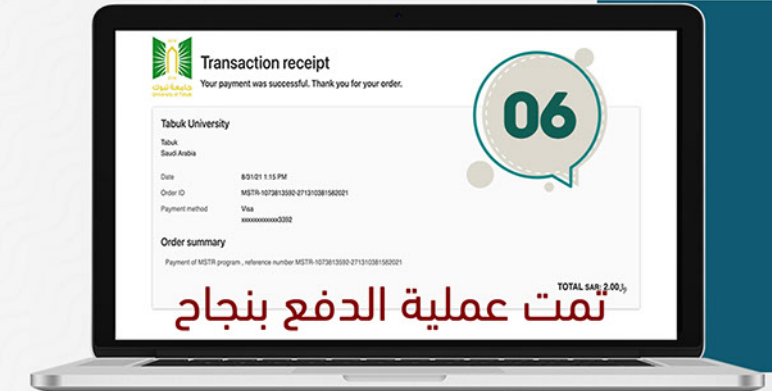 Transaction receipt
Your payment was successful. Thank you for your order.
جامعة تبوك
University of Tabuk
06
Tabuk University
Tabuk
Saudi Arabia
Date 8/31/21 1:15 PM
Order ID MSTR-1073813592-271310381582021
Payment method Visa
xxxxxxxxxxxx3392
Order summary
Payment of MSTR program , reference number MSTR-1073813592-271310381582021
TOTAL SAR: 2.00﷼
تمت عملية الدفع بنجاح